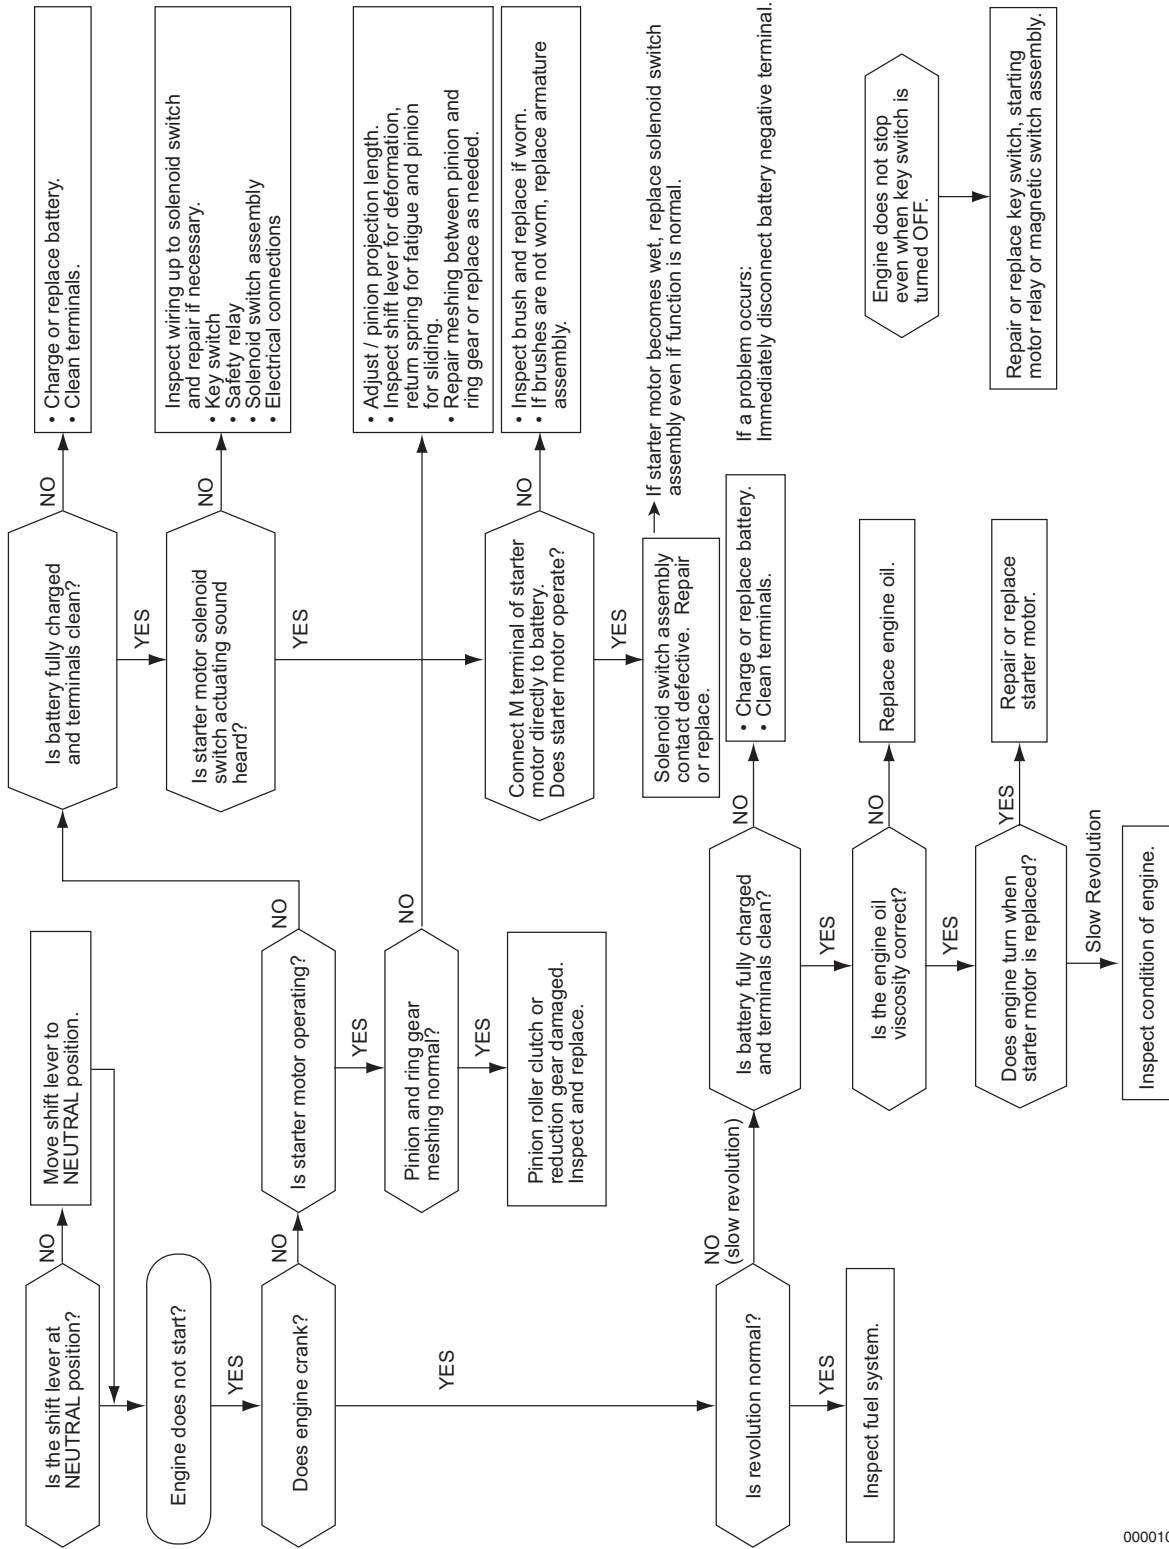 Is the shift lever at
NEUTRAL position?
NO
Move shift lever to
NEUTRAL position.
Engine does not start?
YES
Does engine crank?
NO
Is starter motor operating?
NO
Is battery fully charged
and terminals clean?
NO
• Charge or replace battery.
• Clean terminals.
YES
Is starter motor solenoid
switch actuating sound
heard?
NO
Inspect wiring up to solenoid switch
and repair if necessary.
• Key switch
• Safety relay
• Solenoid switch assembly
• Electrical connections
YES
YES
Pinion and ring gear
meshing normal?
NO
• Adjust / pinion projection length.
• Inspect shift lever for deformation,
return spring for fatigue and pinion
for sliding.
• Repair meshing between pinion and
ring gear or replace as needed.
YES
Pinion roller clutch or
reduction gear damaged.
Inspect and replace.
Connect M terminal of starter
motor directly to battery.
Does starter motor operate?
NO
• Inspect brush and replace if worn.
• If brushes are not worn, replace armature
assembly.
YES
Solenoid switch assembly
contact defective. Repair
or replace.
If starter motor becomes wet, replace solenoid switch
assembly even if function is normal.
YES
Is revolution normal?
NO
(slow revolution)
Is battery fully charged
and terminals clean?
NO
• Charge or replace battery.
• Clean terminals.
If a problem occurs:
Immediately disconnect battery negative terminal.
YES
Inspect fuel system.
YES
Is the engine oil
viscosity correct?
NO
Replace engine oil.
YES
Does engine turn when
starter motor is replaced?
YES
Repair or replace
starter motor.
Slow Revolution
Inspect condition of engine.
Engine does not stop
even when key switch is
turned OFF.
Repair or replace key switch, starting
motor relay or magnetic switch assembly.